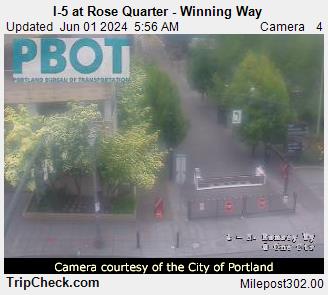 I-5 at Rose Quarter - Winning Way
Updated Jun 01 2024 5:56 AM Camera 4
PBOT
PORTLAND BUREAU OF TRANSPORTATION
Camera courtesy of the City of Portland
TripCheck.com Milepost302.00